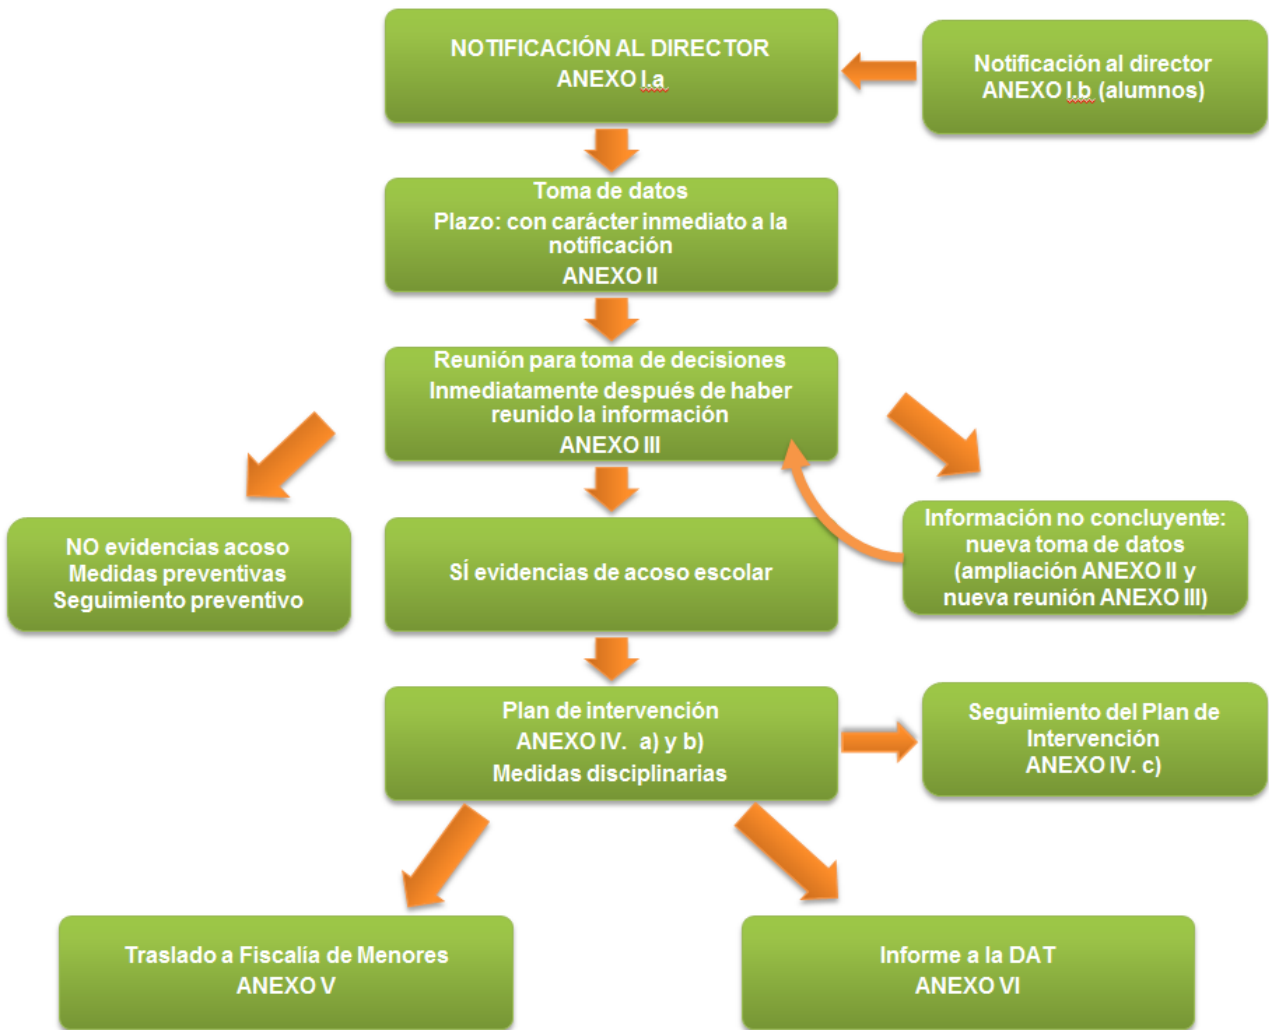 NOTIFICACIÓN AL DIRECTOR
ANEXO I.a
Notificación al director
ANEXO I.b (alumnos)
Toma de datos
Plazo: con carácter inmediato a la
notificación
ANEXO II
Reunión para toma de decisiones
Inmediatamente después de haber
reunido la información
ANEXO III
NO evidencias acoso
Medidas preventivas
Seguimiento preventivo
SÍ evidencias de acoso escolar
Información no concluyente:
nueva toma de datos
(ampliación ANEXO II y
nueva reunión ANEXO III)
Plan de intervención
ANEXO IV. a) y b)
Medidas disciplinarias
Seguimiento del Plan de
Intervención
ANEXO IV. c)
Traslado a Fiscalía de Menores
ANEXO V
Informe a la DAT
ANEXO VI